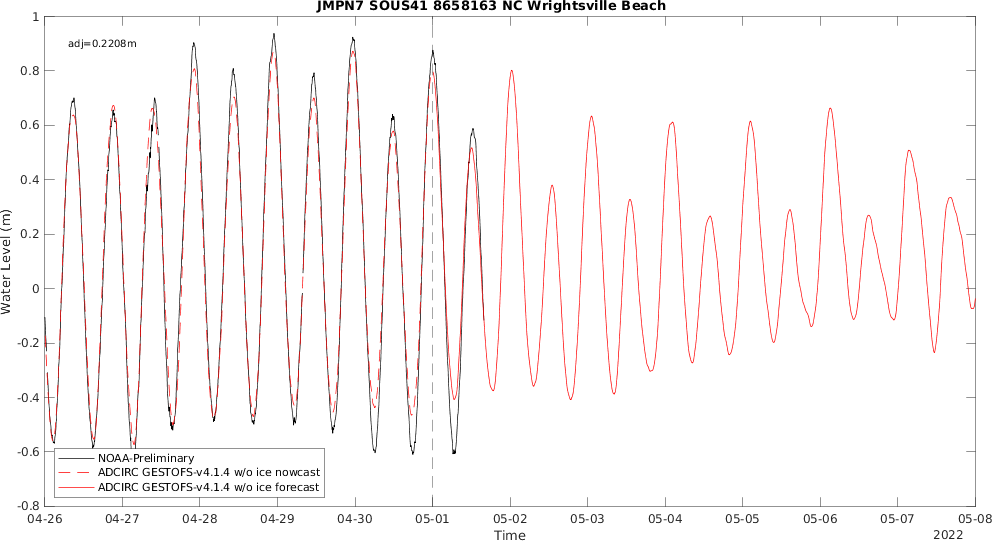 JMPN7 SOUS41 8658163 NC Wrightsville Beach
adj=0.2208m
Water Level (m)
1
0.8
0.6
0.4
0.2
0
-0.2
-0.4
-0.6
-0.8
NOAA-Preliminary
ADCIRC GESTOFS-v4.1.4 w/o ice nowcast
ADCIRC GESTOFS-v4.1.4 w/o ice forecast
04-26 04-27 04-28 04-29 04-30 05-01 05-02 05-03 05-04 05-05 05-06 05-07 05-08
Time
2022